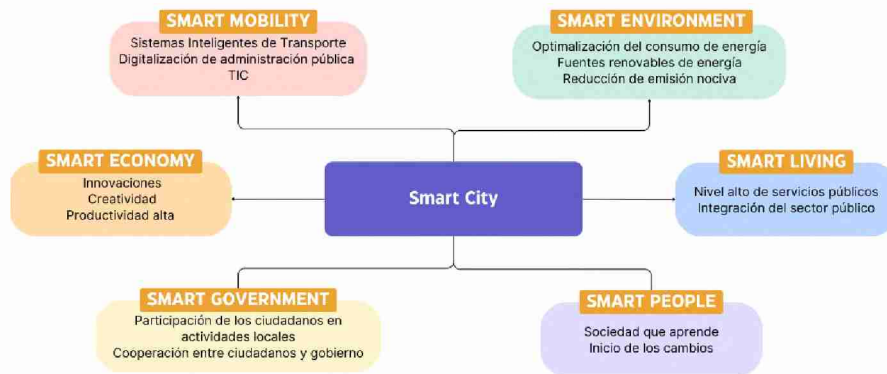 SMART MOBILITY
Sistemas Inteligentes de Transporte
Digitalización de administración pública
TIC
SMART ENVIRONMENT
Optimalización del consumo de energía
Fuentes renovables de energía
Reducción de emisión nociva
SMART ECONOMY
Innovaciones
Creatividad
Productividad alta
Smart City
SMART LIVING
Nivel alto de servicios públicos
Integración del sector público
SMART GOVERNMENT
Participación de los ciudadanos en
actividades locales
Cooperación entre ciudadanos y gobierno
SMART PEOPLE
Sociedad que aprende
Inicio de los cambios